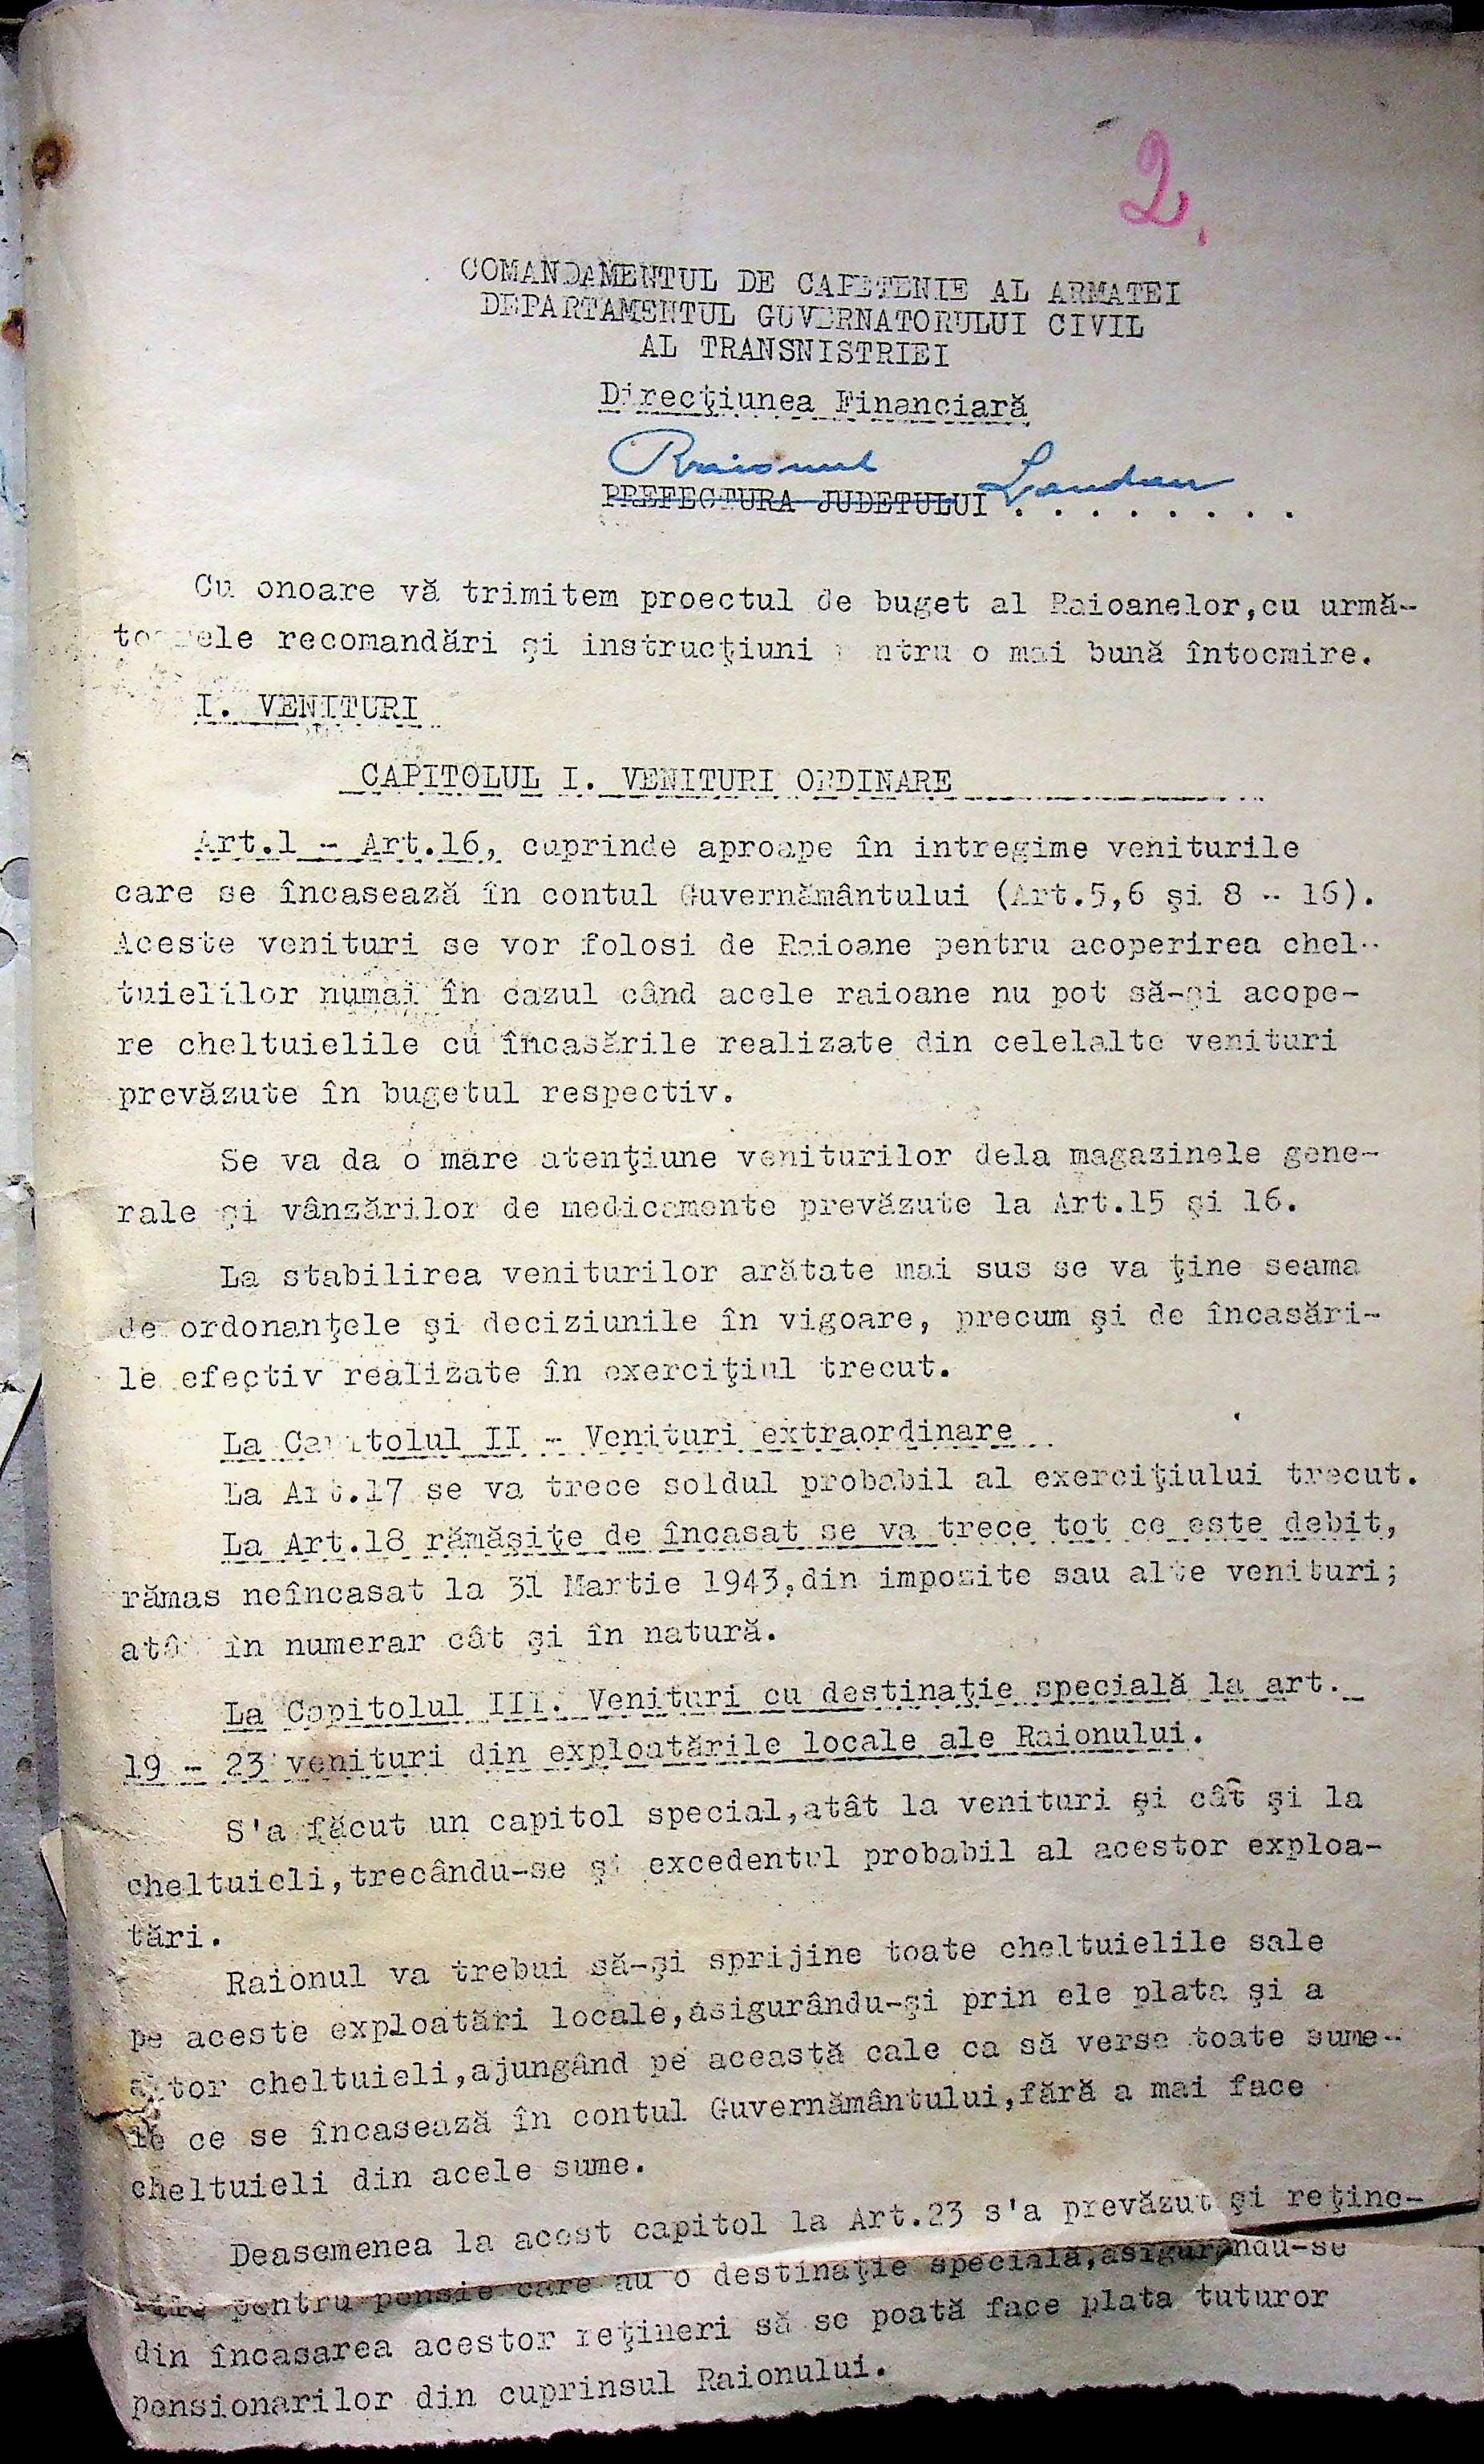 2.
COMANDAMENTUL DE CAPETENIE AL ARMATEI
DEPARTAMENTUL GUVERNATORULUI CIVIL
AL TRANSNISTRIEI
Direcţiunea Financiară
Raionul Landau
PREFECTURA JUDETULUI . . . . . . . .
Cu onoare vă trimitem proectul de buget al Raioanelor,cu urmă-
toarele recomandări şi instrucţiuni pentru o mai bună întocmire.
I. VENITURI
CAPITOLUL I. VENITURI ORDINARE
Art.1 - Art.16, cuprinde aproape în intregime veniturile
care se încasează în contul Guvernământului (Art.5,6 şi 8 - 16).
Aceste venituri se vor folosi de Raioane pentru acoperirea chel-
tuielilor numai în cazul când acele raioane nu pot să-şi acope-
re cheltuielile cu încasările realizate din celelalte venituri
prevăzute în bugetul respectiv.
Se va da o mare atenţiune veniturilor dela magazinele gene-
rale şi vânzărilor de medicamente prevăzute la Art.15 şi 16.
La stabilirea veniturilor arătate mai sus se va ţine seama
de ordonanţele şi deciziunile în vigoare, precum şi de încasări-
le efectiv realizate în exerciţiul trecut.
La Capitolul II - Venituri extraordinare
La Art.17 se va trece soldul probabil al exerciţiului trecut.
La Art.18 rămăşiţe de încasat se va trece tot ce este debit,
rămas neîncasat la 31 Martie 1943,din impozite sau alte venituri;
atât în numerar cât şi în natură.
La Capitolul III. Venituri cu destinaţie specială la art.
19 - 23 venituri din exploatările locale ale Raionului.
S'a făcut un capitol special,atât la venituri şi cât şi la
cheltuieli,trecându-se şi excedentul probabil al acestor exploa-
tări.
Raionul va trebui să-şi sprijine toate cheltuielile sale
pe aceste exploatări locale,asigurându-şi prin ele plata şi a
altor cheltuieli,ajungând pe această cale ca să verse toate sume-
le ce se încasează în contul Guvernământului,fără a mai face
cheltuieli din acele sume.
Deasemenea la acest capitol la Art.23 s'a prevăzut şi reţine-
rile pentru pensie care au o destinaţie specială,asigurându-se
din încasarea acestor reţineri să se poată face plata tuturor
pensionarilor din cuprinsul Raionului.